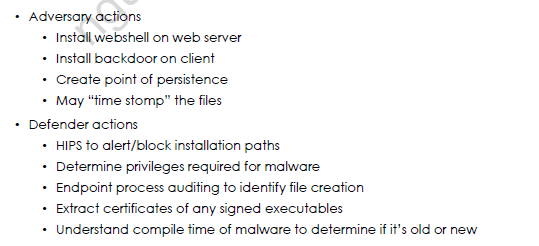 • Adversary actions
• Install webshell on web server
• Install backdoor on client
• Create point of persistence
• May “time stomp” the files
• Defender actions
• HIPS to alert/block installation paths
• Determine privileges required for malware
• Endpoint process auditing to identify file creation
• Extract certificates of any signed executables
• Understand compile time of malware to determine if it’s old or new